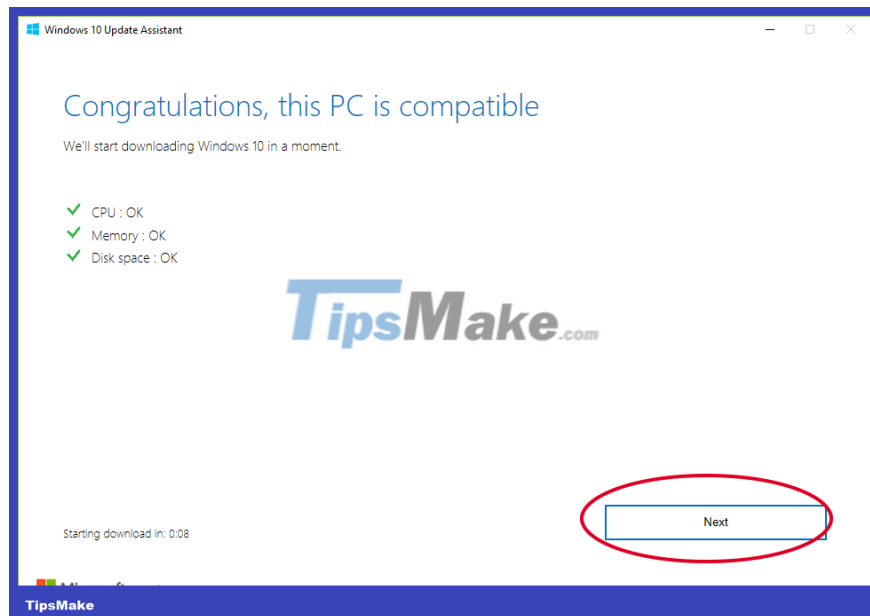 Windows 10 Update Assistant
Congratulations, this PC is compatible
We'll start downloading Windows 10 in a moment.
CPU : OK
Memory : OK
Disk space : OK
TipsMake.com
Next
Starting download in: 0:08
TipsMake